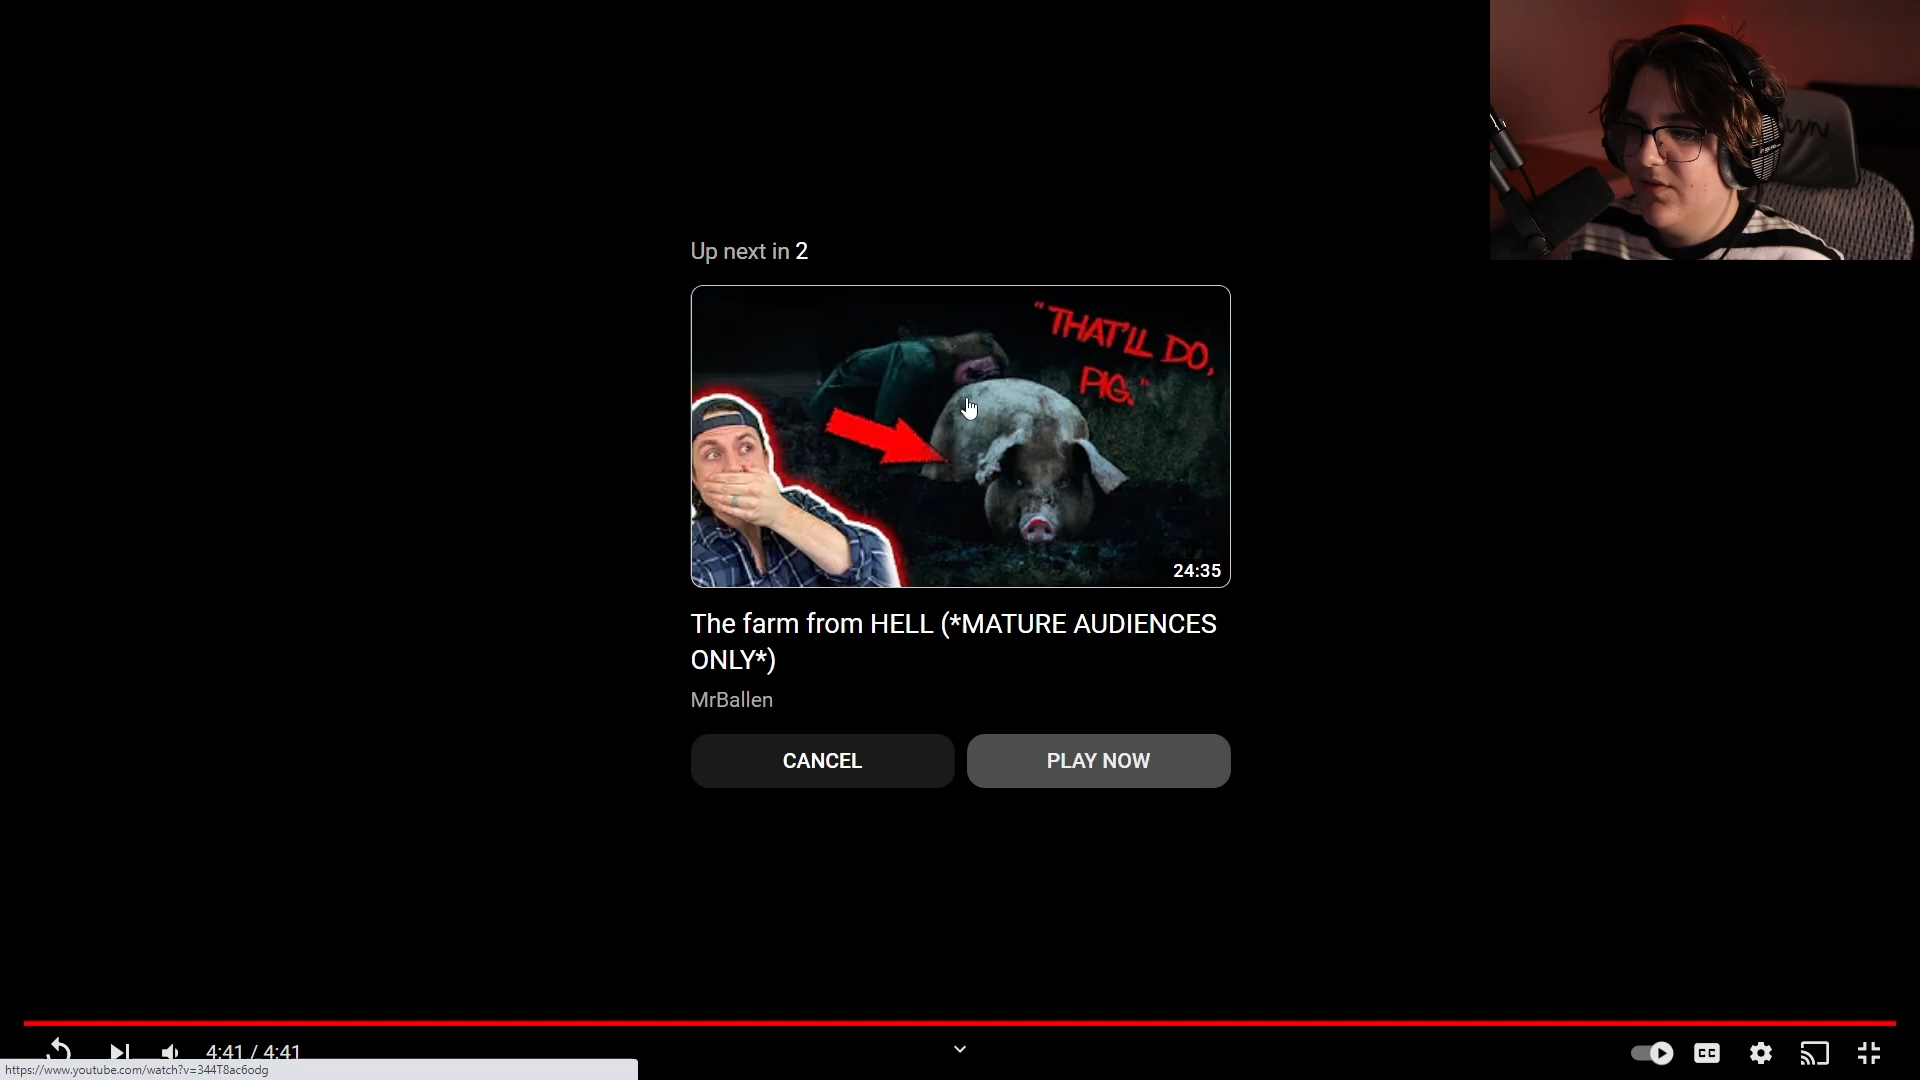 Up next in 2
"THAT'LL DO,
PIG."
24:35
The farm from HELL (*MATURE AUDIENCES
ONLY*)
MrBallen
CANCEL
PLAY NOW
4:41 / 4:41
CC
https://www.youtube.com/watch?v=344T8ac6odg